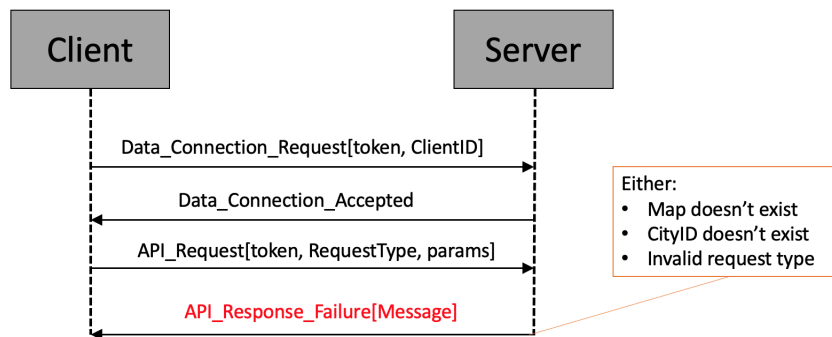 Client
Server
Data_Connection_Request[token, ClientID]
Data_Connection_Accepted
API_Request[token, RequestType, params]
API_Response_Failure[Message]
Either:
• Map doesn’t exist
• CityID doesn’t exist
• Invalid request type